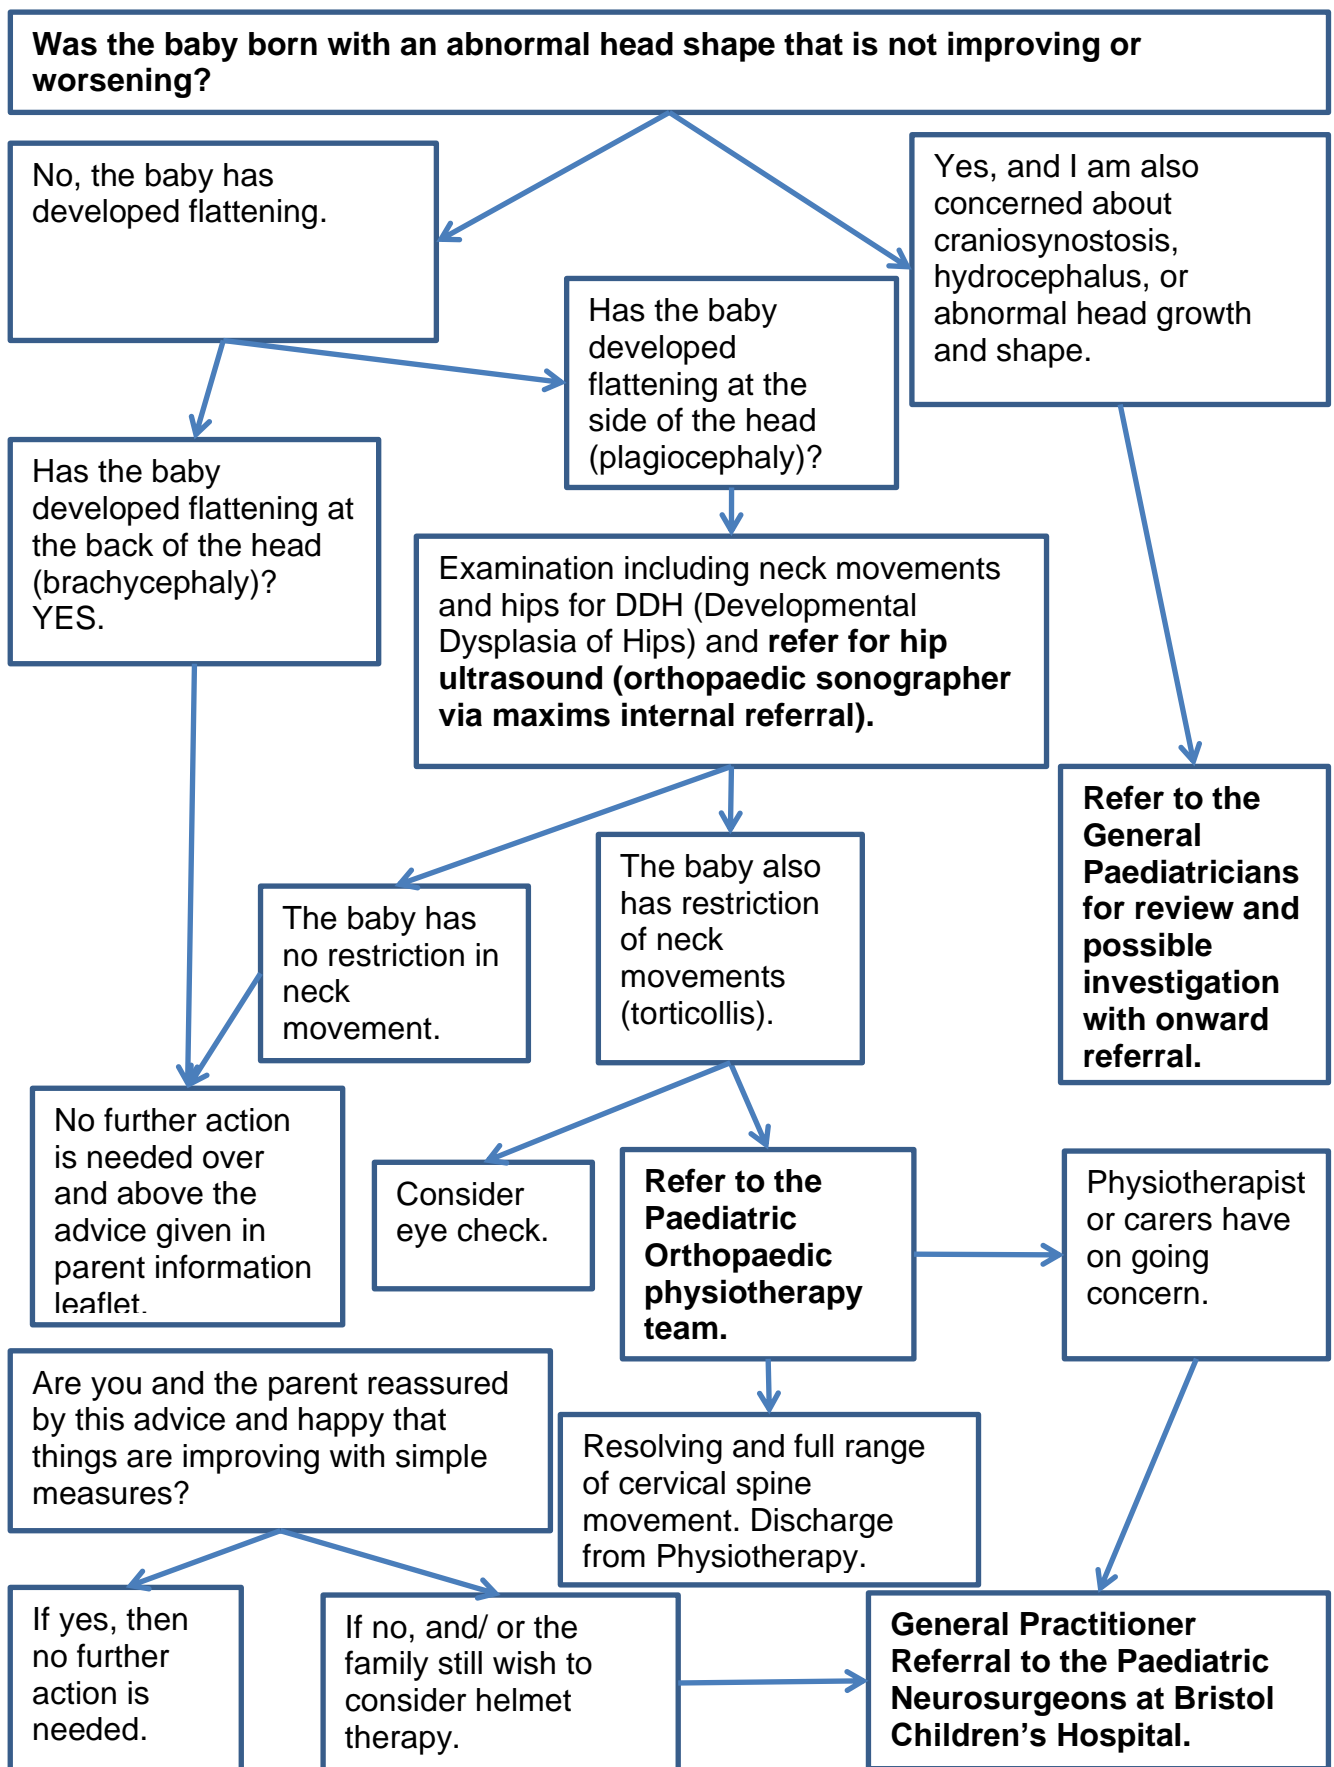 Was the baby born with an abnormal head shape that is not improving or
worsening?
No, the baby has
developed flattening.
Yes, and I am also
concerned about
craniosynostosis,
hydrocephalus, or
abnormal head growth
and shape.
Has the baby
developed
flattening at the
side of the head
(plagiocephaly)?
Has the baby
developed flattening at
the back of the head
(brachycephaly)?
YES.
Examination including neck movements
and hips for DDH (Developmental
Dysplasia of Hips) and refer for hip
ultrasound (orthopaedic sonographer
via maxims internal referral).
Refer to the
General
Paediatricians
for review and
possible
investigation
with onward
referral.
The baby also
has restriction
of neck
movements
(torticollis).
The baby has
no restriction in
neck
movement.
No further action
is needed over
and above the
advice given in
parent information
leaflet.
Consider
eye check.
Refer to the
Paediatric
Orthopaedic
physiotherapy
team.
Physiotherapist
or carers have
on going
concern.
Are you and the parent reassured
by this advice and happy that
things are improving with simple
measures?
Resolving and full range
of cervical spine
movement. Discharge
from Physiotherapy.
If yes, then
no further
action is
needed.
If no, and/ or the
family still wish to
consider helmet
therapy.
General Practitioner
Referral to the Paediatric
Neurosurgeons at Bristol
Children’s Hospital.